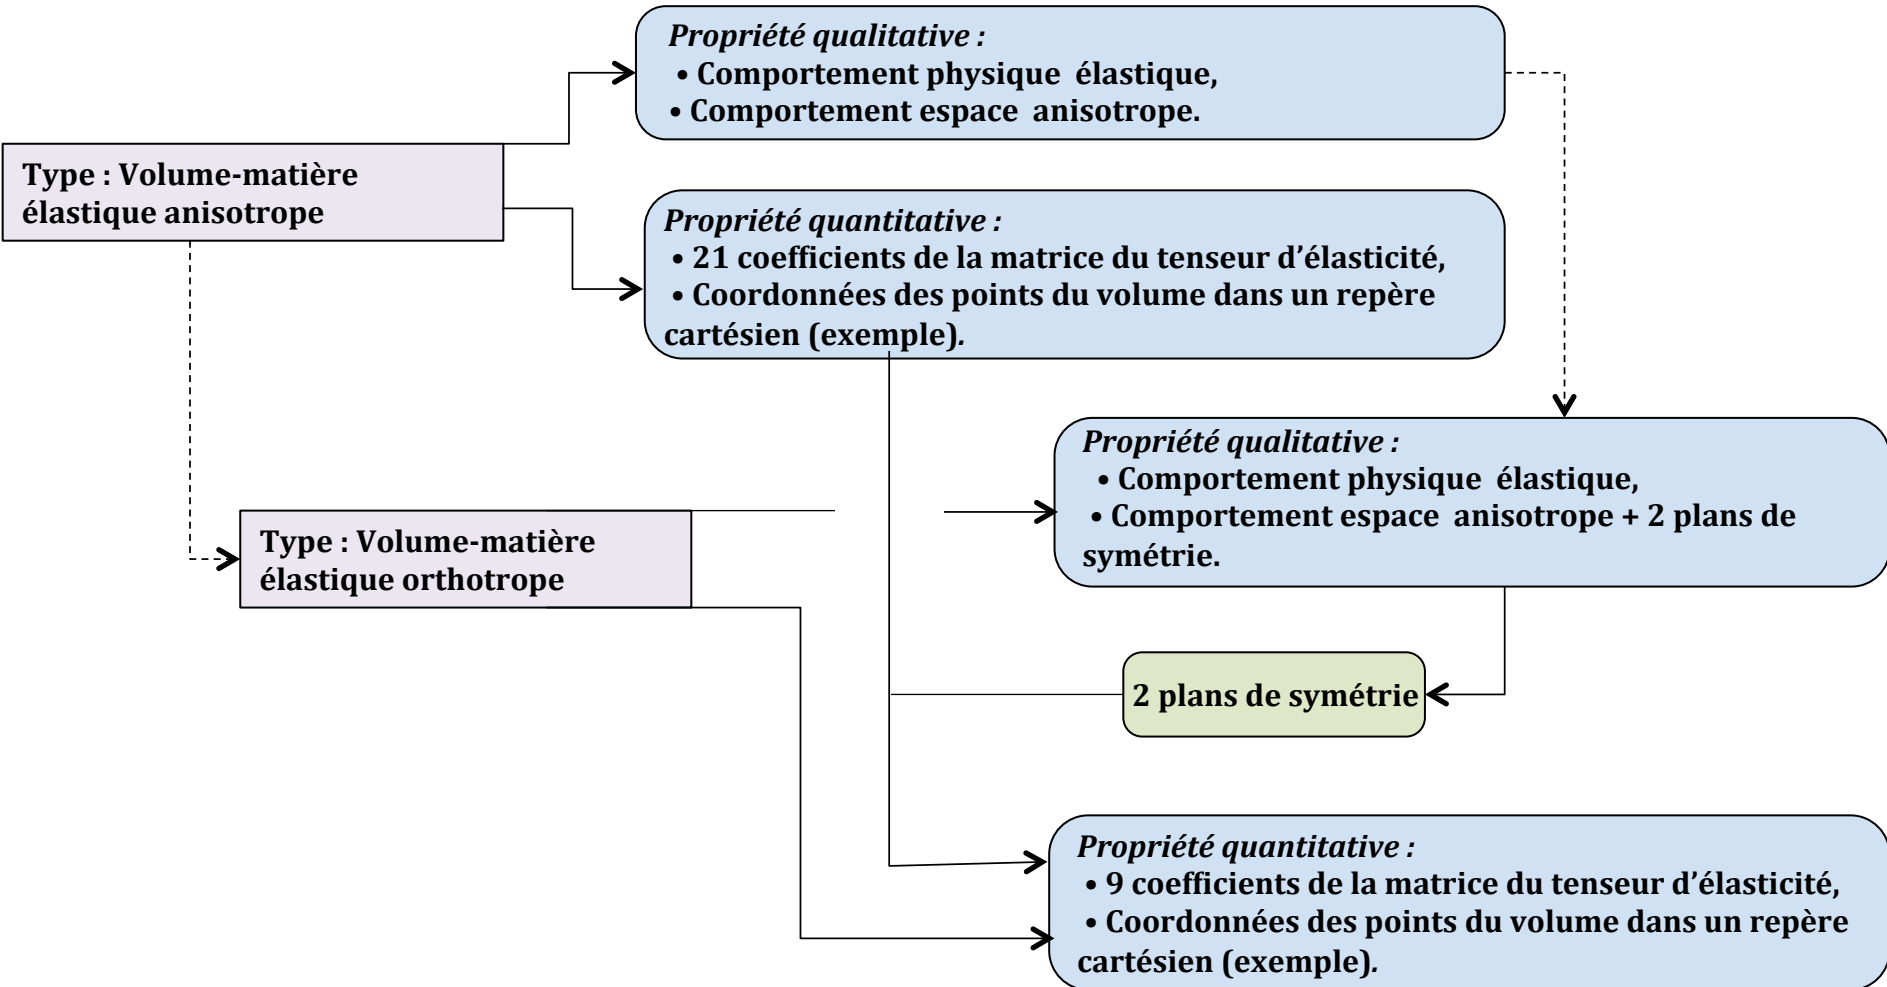 Propriété qualitative :
• Comportement physique élastique,
• Comportement espace anisotrope.
Type : Volume-matière
élastique anisotrope
Propriété quantitative :
• 21 coefficients de la matrice du tenseur d’élasticité,
• Coordonnées des points du volume dans un repère
cartésien (exemple).
Propriété qualitative :
• Comportement physique élastique,
• Comportement espace anisotrope + 2 plans de
symétrie.
Type : Volume-matière
élastique orthotrope
2 plans de symétrie
Propriété quantitative :
• 9 coefficients de la matrice du tenseur d’élasticité,
• Coordonnées des points du volume dans un repère
cartésien (exemple).